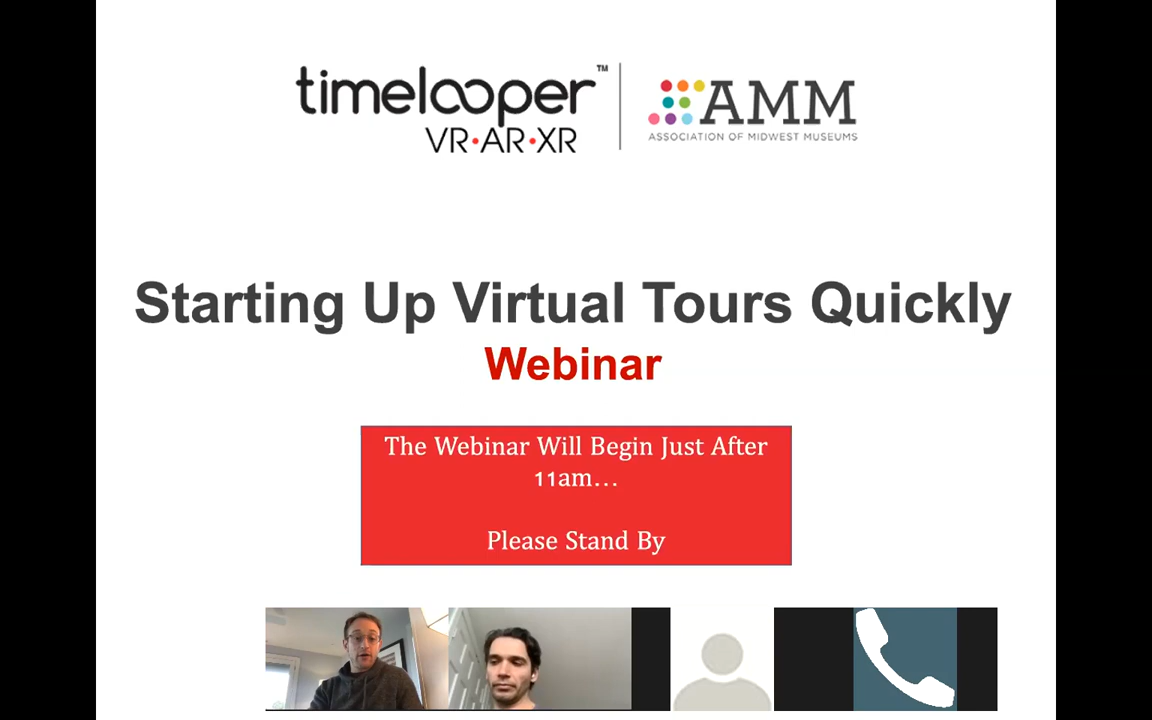 timelooper™
VR•AR•XR
AMM
ASSOCIATION OF MIDWEST MUSEUMS
Starting Up Virtual Tours Quickly
Webinar
The Webinar Will Begin Just After
11am…
Please Stand By